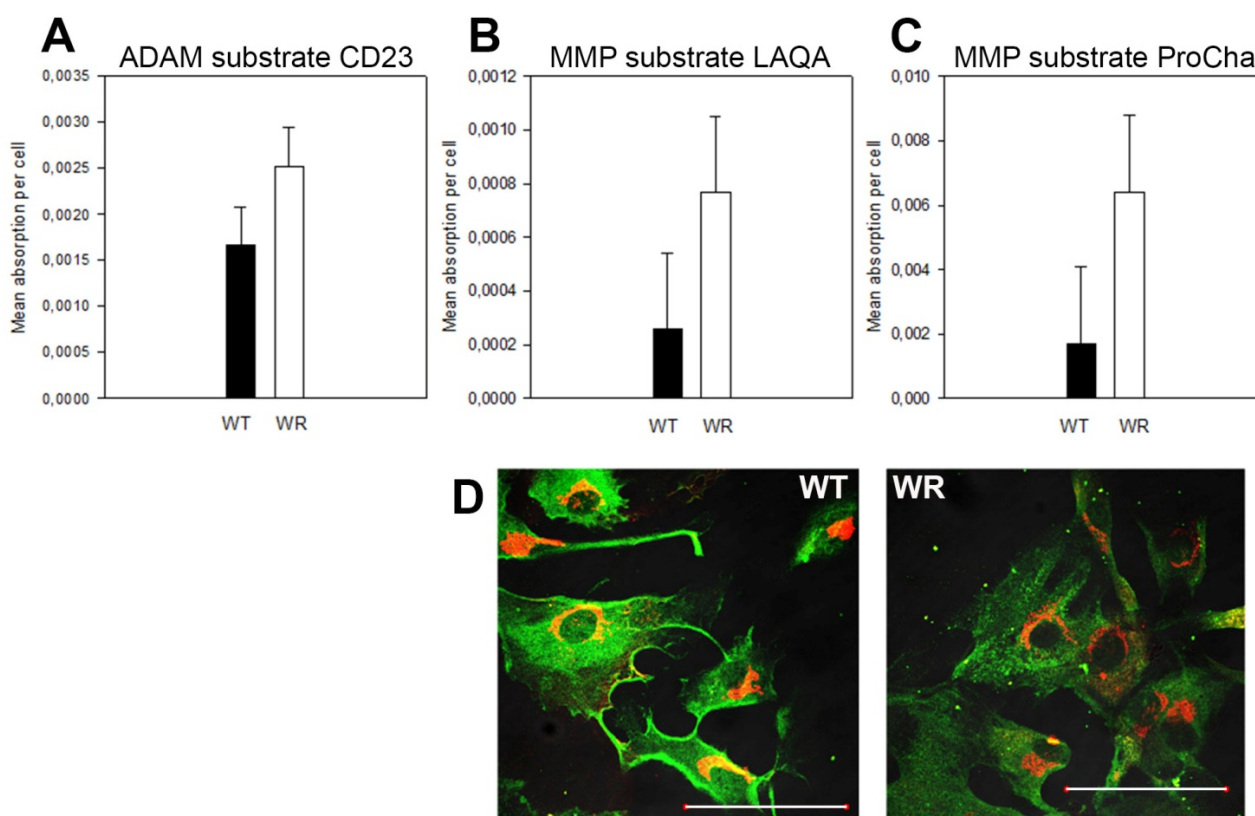 A
ADAM substrate CD23
Mean absorption per cell
0,0035
0,0030
0,0025
0,0020
0,0015
0,0010
0,0005
0,0000
WT WR
B
MMP substrate LAQA
Mean absorption per cell
0,0012
0,0010
0,0008
0,0006
0,0004
0,0002
0,0000
WT WR
C
MMP substrate ProCha
Mean absorption per cell
0,010
0,008
0,006
0,004
0,002
0,000
WT WR
D
WT
WR